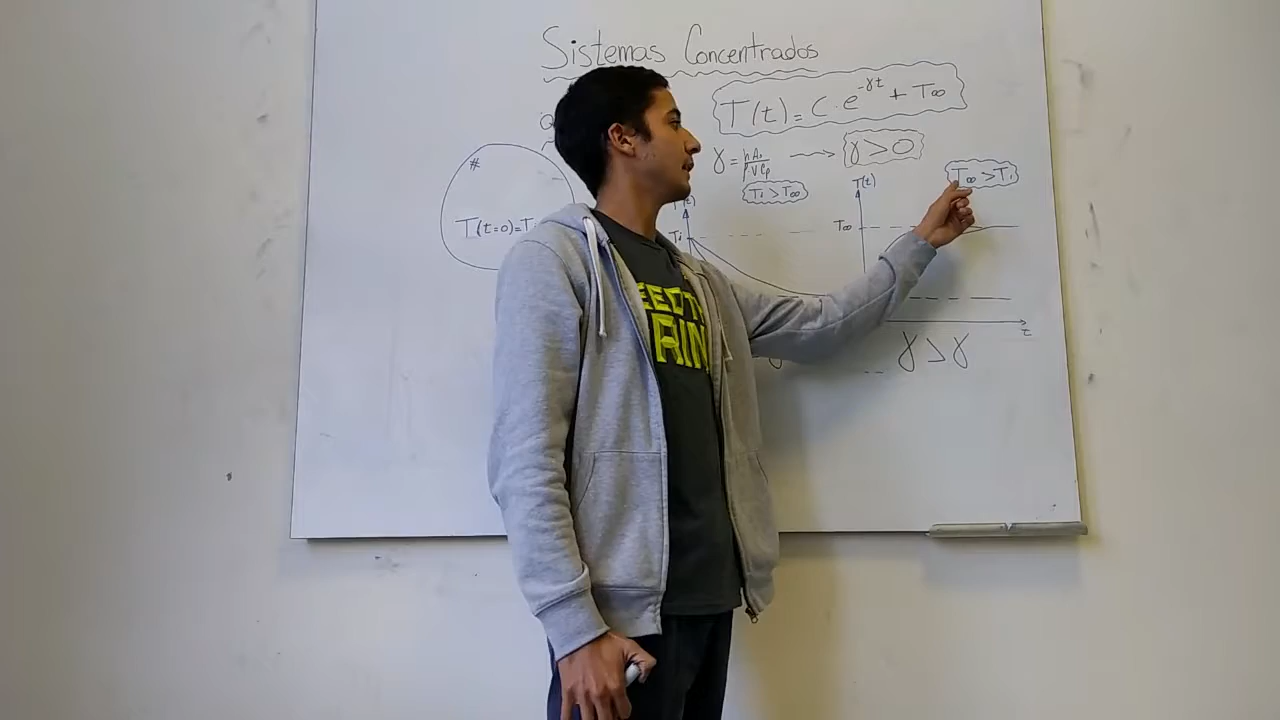 Sistemas Concentrados
T(t) = C · e^-γt + T∞
γ = hAs/ρVCp → γ > 0
#
T(t=0)=Ti
Ti > T∞
T∞ > Ti
T(t)
T(t)
Ti
T∞
t
γ > γ